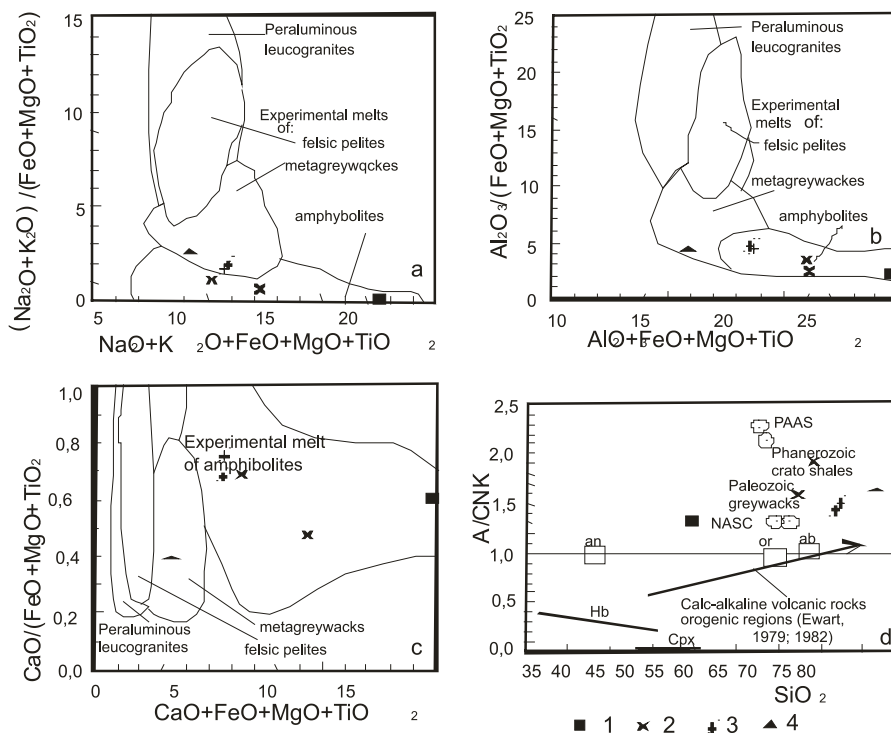 15
10
5
0
(Na2O+K2O) /(FeO+MgO+TiO2)
Peraluminous
leucogranites
Experimental melts
of:
felsic pelites
metagreywqckes
amphybolites
a
5 10 15 20
Na2O+K 2O+FeO+MgO+TiO 2
25
20
15
10
5
0
Al2O3/( FeO+MgO+TiO2
Peraluminous
leucogranites
Experimental
melts of:
felsic pelites
metagreywackes
amphybolites
b
10 15 20 25
AlO2 3+FeO+MgO+TiO 2
1,0
0,8
0,6
0,4
0,2
0,0
CaO/(FeO+MgO+TiO2
Experimental melt
of amphibolites
Peraluminous
leucogranites
metagreywacks
felsic pelites
c
0 5 10 15
CaO+FeO+MgO+TiO 2
2,5
2,0
1,5
1,0
0,5
0,0
A/CNK
PAAS
Phanerozoic
crato shales
Paleozoic
greywacks
NASC
an or ab
Hb
Cpx
Calc-alkaline volcanic rocks
orogenic regions (Ewart,
1979; 1982)
d
35 40 45 50 65 70 75 80
SiO 2
1 2 3 4